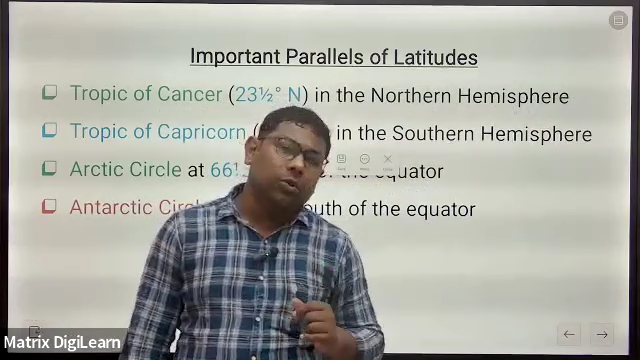 Important Parallels of Latitudes
Tropic of Cancer (23½° N) in the Northern Hemisphere
Tropic of Capricorn ( in the Southern Hemisphere
Arctic Circle at 66 of the equator
Antarctic Circ outh of the equator
Matrix DigiLearn